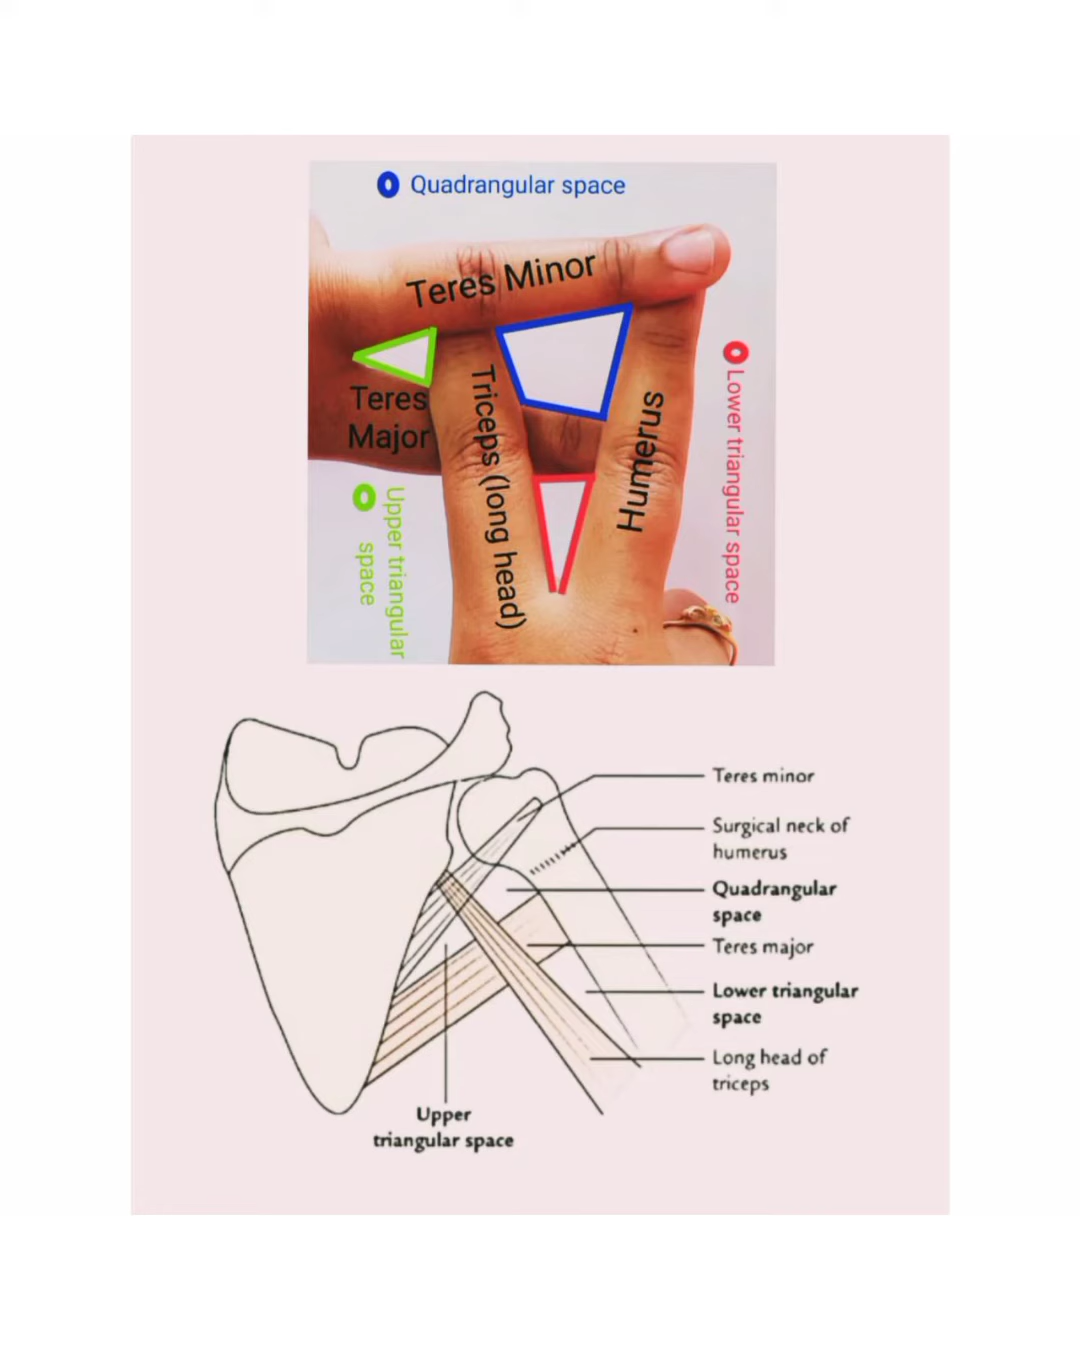 Quadrangular space
Teres Minor
Teres
Major
Triceps (long head)
Humerus
Lower triangular space
Upper triangular
space
Teres minor
Surgical neck of
humerus
Quadrangular
space
Teres major
Lower triangular
space
Long head of
triceps
Upper
triangular space